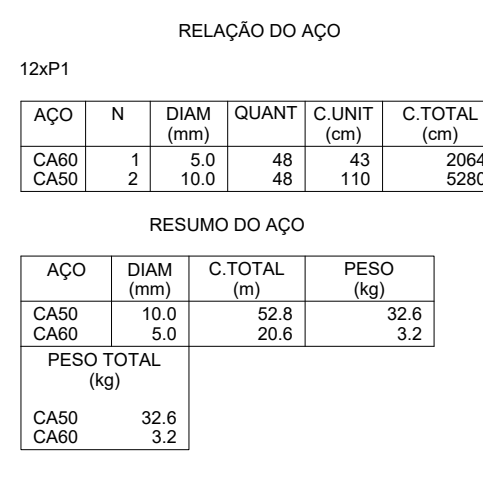 RELAÇÃO DO AÇO
12xP1
AÇO N DIAM QUANT C.UNIT C.TOTAL
(mm) (cm) (cm)
CA60 1 5.0 48 43 2064
CA50 2 10.0 48 110 5280
RESUMO DO AÇO
AÇO DIAM C.TOTAL PESO
(mm) (m) (kg)
CA50 10.0 52.8 32.6
CA60 5.0 20.6 3.2
PESO TOTAL
(kg)
CA50 32.6
CA60 3.2